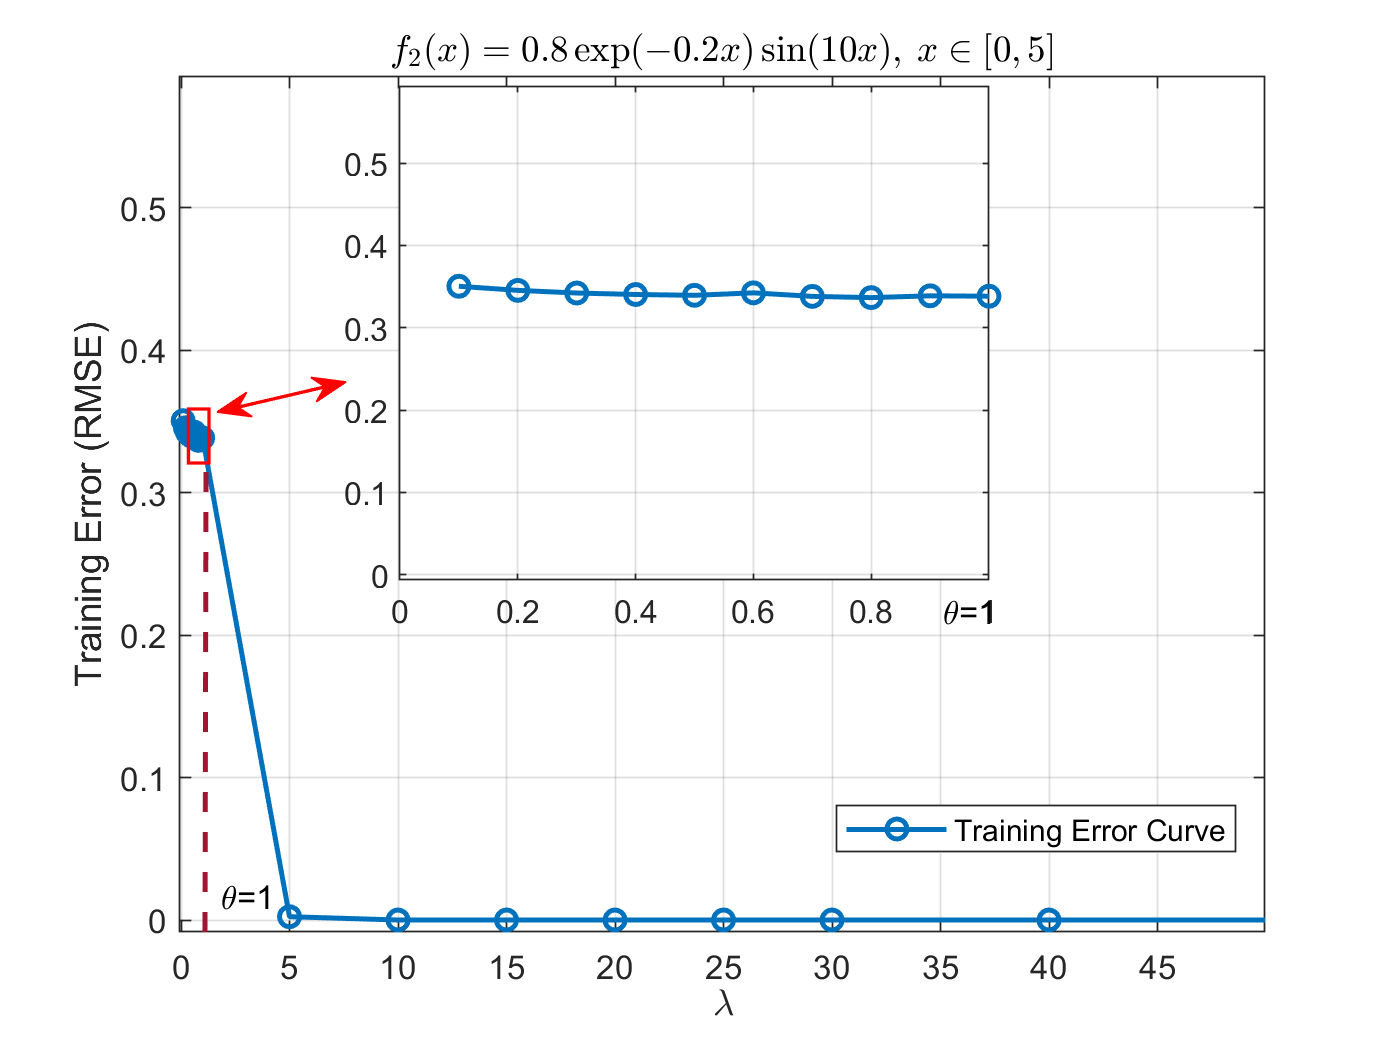 f₂(x) = 0.8 exp(−0.2x) sin(10x), x ∈ [0, 5]
0.5
0.4
0.3
0.2
0.1
0
Training Error (RMSE)
0.5
0.4
0.3
0.2
0.1
0
0 0.2 0.4 0.6 0.8 θ=1
θ=1
Training Error Curve
0 5 10 15 20 25 30 35 40 45
λ